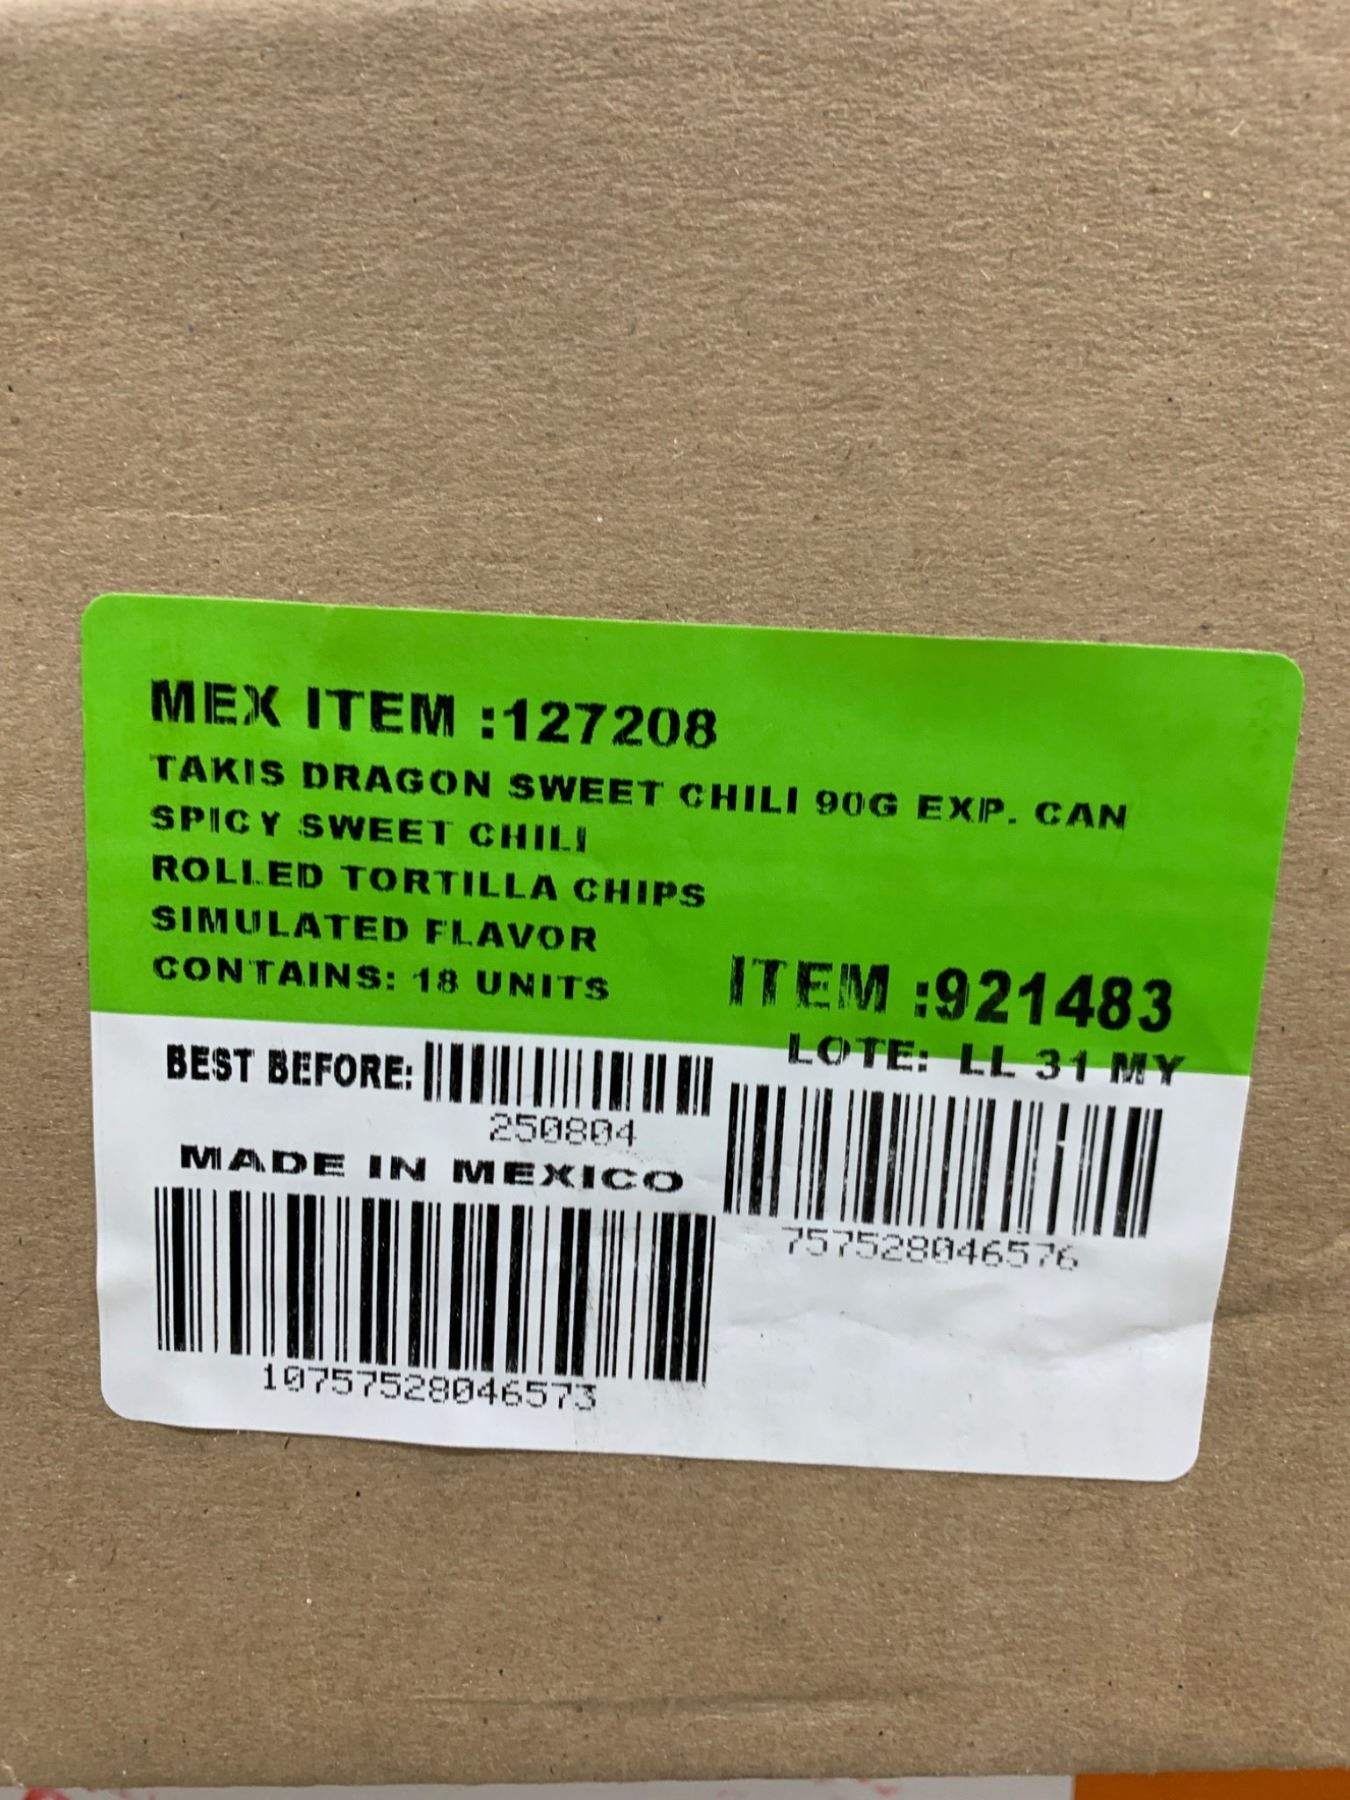 MEX ITEM :127208
TAKIS DRAGON SWEET CHILI 90G EXP. CAN
SPICY SWEET CHILI
ROLLED TORTILLA CHIPS
SIMULATED FLAVOR
CONTAINS: 18 UNITS
ITEM :921483
LOTE: LL 31 MY
BEST BEFORE:
250804
MADE IN MEXICO
757528046576
10757528046573